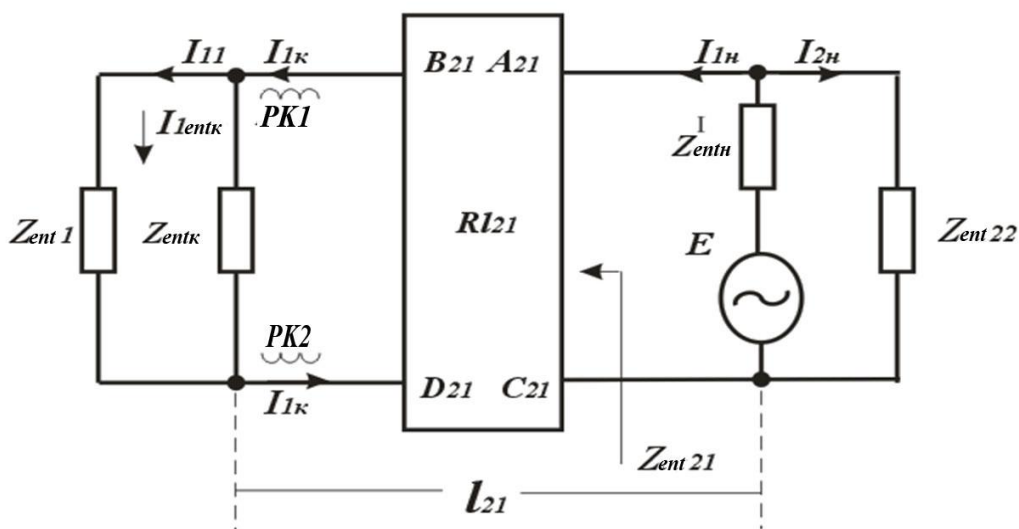 I11 I1к B21 A21 I1н I2н
I1entк PK1 I
Zentн
Zent 1 Zentк Rl21 E Zent 22
PK2
I1к D21 C21
Zent 21
l21